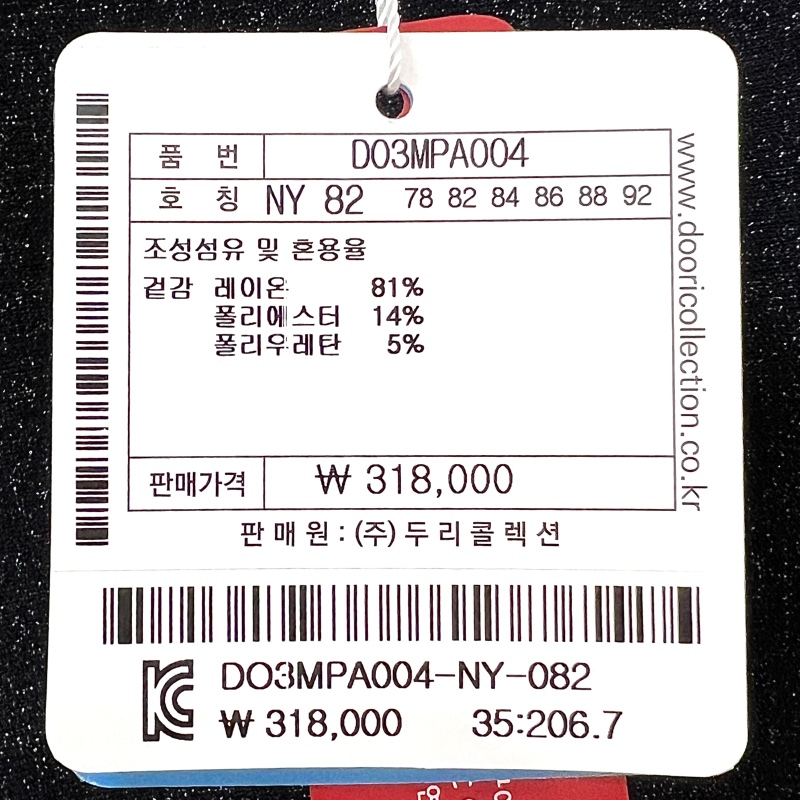 품 번 DO3MPA004
호 칭 NY 82 78 82 84 86 88 92
조성섬유 및 혼용율
겉감 레이온 81%
폴리에스터 14%
폴리우레탄 5%
판매가격 ₩ 318,000
판 매 원 : (주) 두 리 콜 렉 션
www.dooricollection.co.kr
KC DO3MPA004-NY-082
₩ 318,000 35:206.7